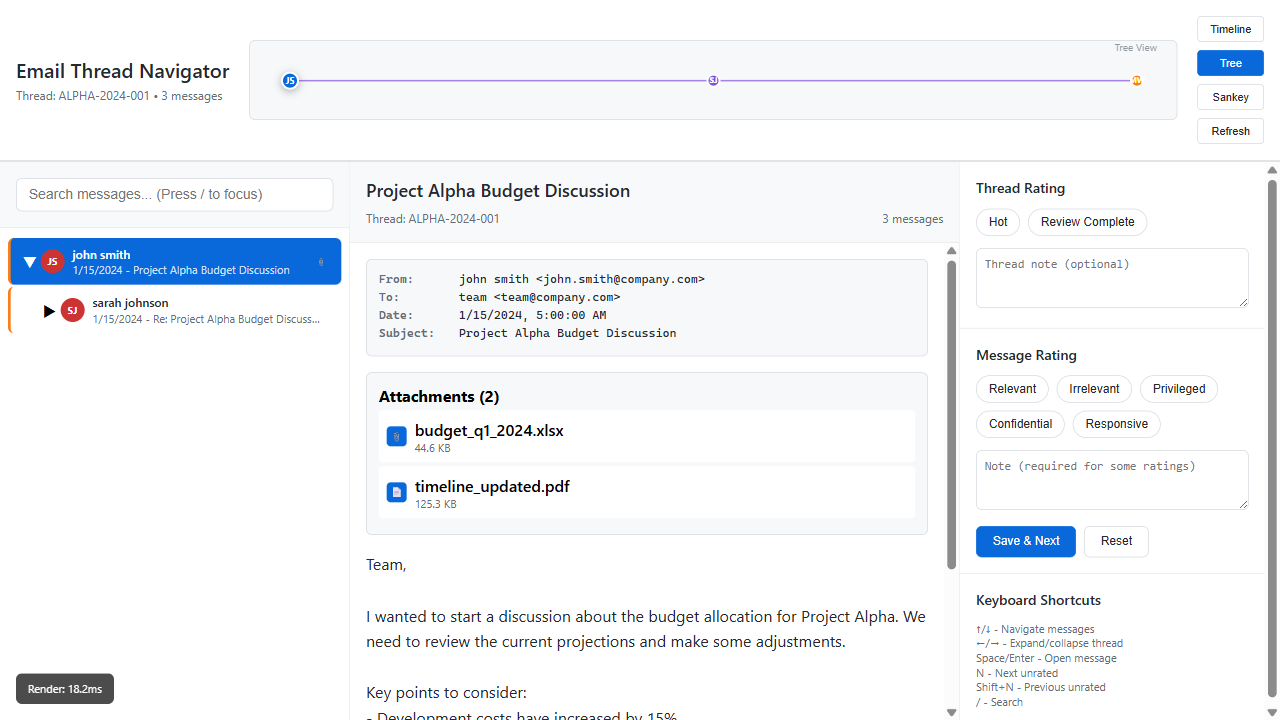 Email Thread Navigator
Thread: ALPHA-2024-001 • 3 messages
Tree View
JS
SJ
Timeline
Tree
Sankey
Refresh
Search messages... (Press / to focus)
JS
john smith
1/15/2024 - Project Alpha Budget Discussion
SJ
sarah johnson
1/15/2024 - Re: Project Alpha Budget Discuss...
Render: 18.2ms
Project Alpha Budget Discussion
Thread: ALPHA-2024-001
3 messages
From: john smith <john.smith@company.com>
To: team <team@company.com>
Date: 1/15/2024, 5:00:00 AM
Subject: Project Alpha Budget Discussion
Attachments (2)
budget_q1_2024.xlsx
44.6 KB
timeline_updated.pdf
125.3 KB
Team,
I wanted to start a discussion about the budget allocation for Project Alpha. We
need to review the current projections and make some adjustments.
Key points to consider:
- Development costs have increased by 15%
Thread Rating
Hot
Review Complete
Thread note (optional)
Message Rating
Relevant
Irrelevant
Privileged
Confidential
Responsive
Note (required for some ratings)
Save & Next
Reset
Keyboard Shortcuts
↑/↓ - Navigate messages
←/→ - Expand/collapse thread
Space/Enter - Open message
N - Next unrated
Shift+N - Previous unrated
/ - Search